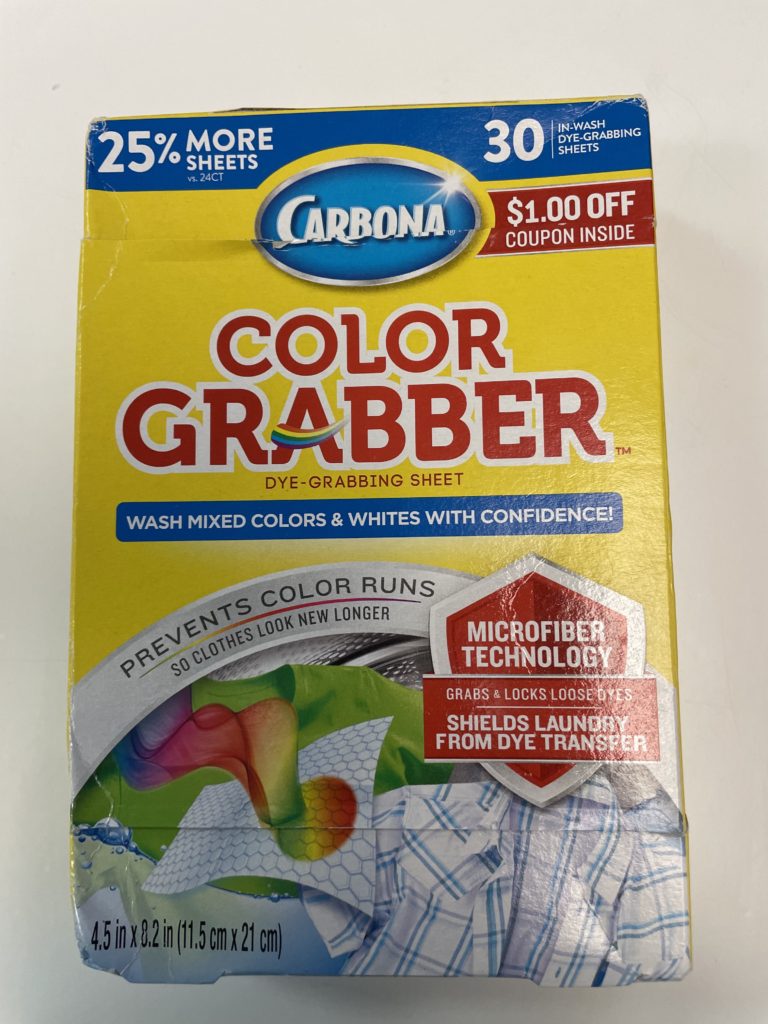 25% MORE
SHEETS
vs. 24CT
30 IN-WASH
DYE-GRABBING
SHEETS
CARBONA®
$1.00 OFF
COUPON INSIDE
COLOR
GRABBER™
DYE-GRABBING SHEET
WASH MIXED COLORS & WHITES WITH CONFIDENCE!
PREVENTS COLOR RUNS
SO CLOTHES LOOK NEW LONGER
MICROFIBER
TECHNOLOGY
GRABS & LOCKS LOOSE DYES
SHIELDS LAUNDRY
FROM DYE TRANSFER
4.5 in x 8.2 in (11.5 cm x 21 cm)